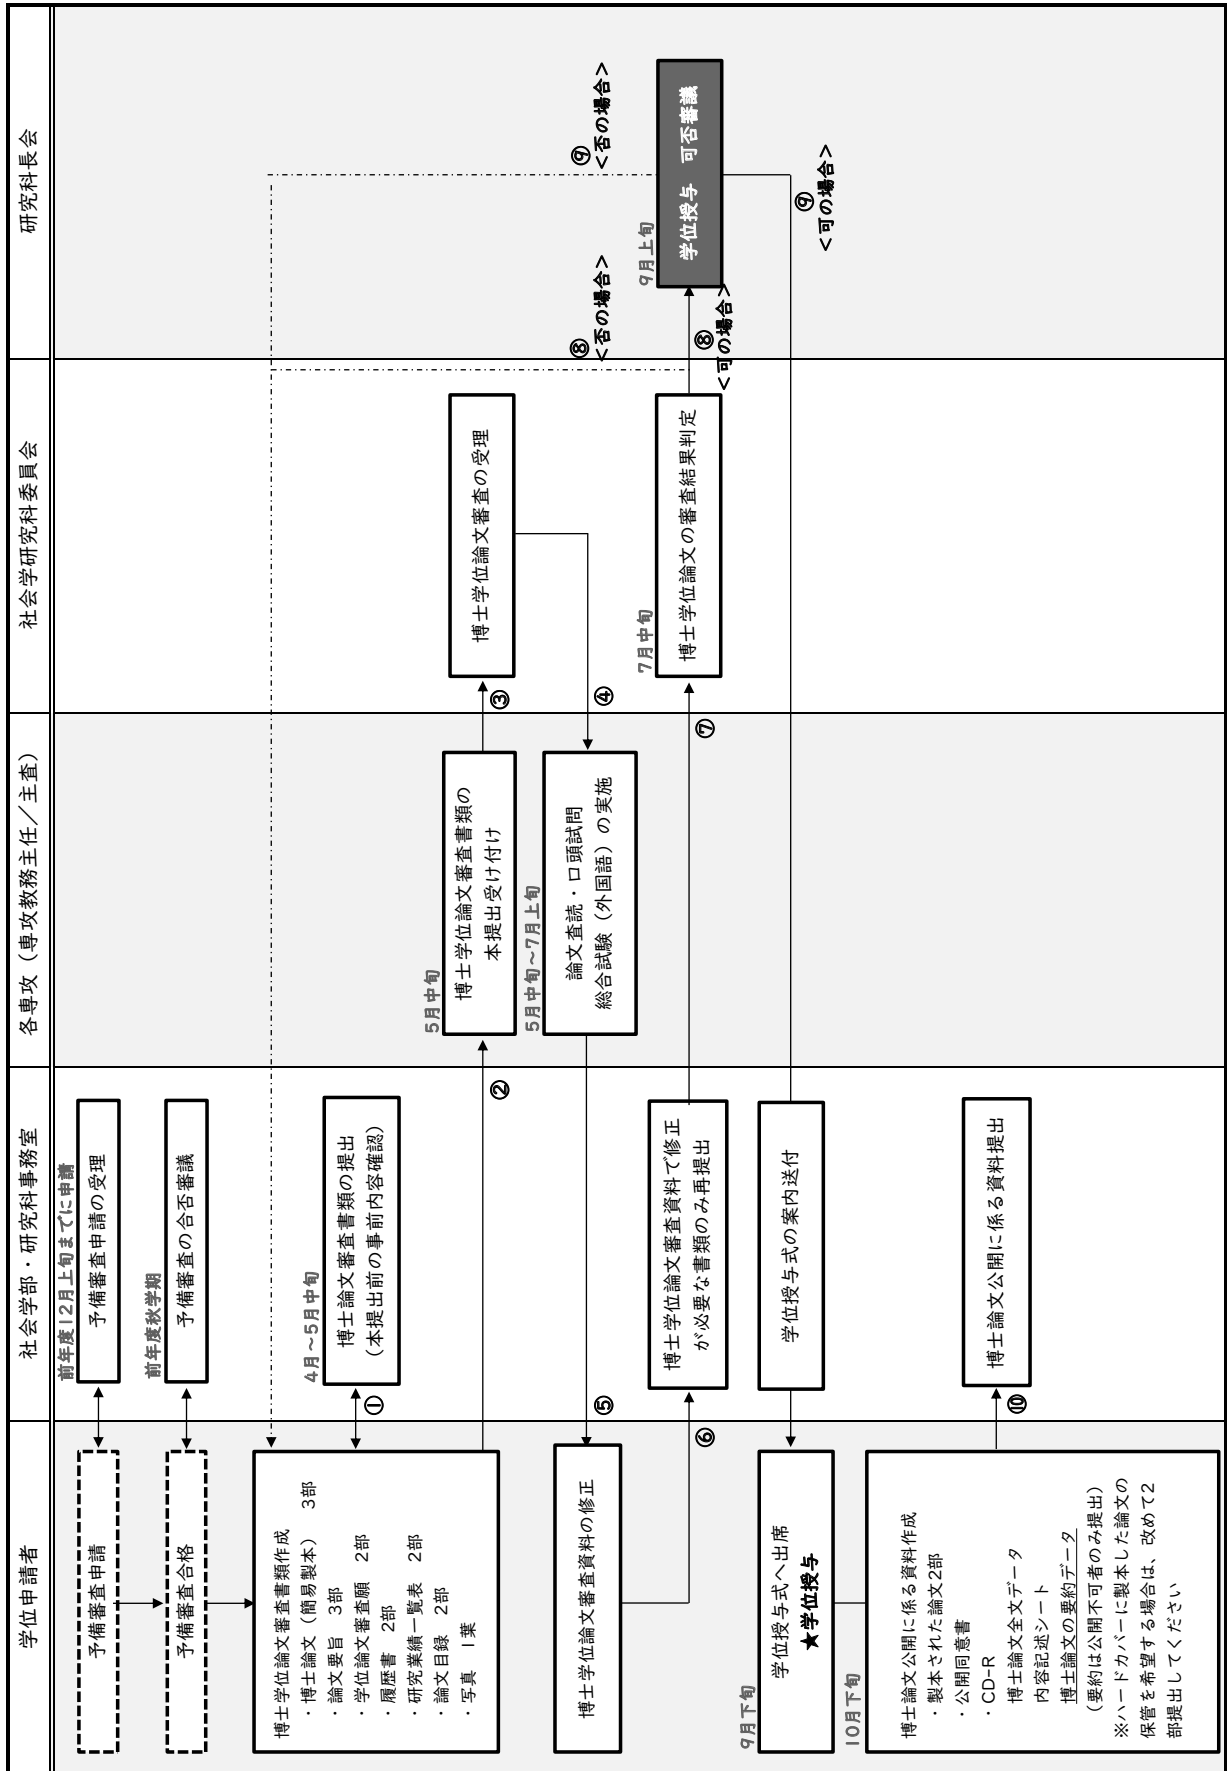 学位申請者
社会学部・研究科事務室
各専攻（専攻教務主任／主査）
社会学研究科委員会
研究科長会
予備審査申請
前年度12月上旬までに申請
予備審査申請の受理
予備審査合格
前年度秋学期
予備審査の合否審議
博士学位論文審査書類作成
・博士論文（簡易製本）　3部
・論文要旨　3部
・学位論文審査願　2部
・履歴書　2部
・研究業績一覧表　2部
・論文目録　2部
・写真　1葉
4月～5月中旬
博士論文審査書類の提出
（本提出前の事前内容確認）
①
②
5月中旬
博士学位論文審査書類の
本提出受け付け
③
博士学位論文審査の受理
④
5月中旬～7月上旬
論文査読・口頭試問
総合試験（外国語）の実施
⑤
博士学位論文審査資料の修正
⑥
博士学位論文審査資料で修正
が必要な書類のみ再提出
⑦
7月中旬
博士学位論文の審査結果判定
⑧
＜否の場合＞
⑧
＜可の場合＞
9月上旬
学位授与　可否審議
⑨
＜否の場合＞
⑨
＜可の場合＞
学位授与式の案内送付
9月下旬
学位授与式へ出席
★学位授与
10月下旬
博士論文公開に係る資料作成
・製本された論文2部
・公開同意書
・CD-R
博士論文全文データ
内容記述シート
博士論文の要約データ
（要約は公開不可者のみ提出）
※ハードカバーに製本した論文の
保管を希望する場合は、改めて2
部提出してください
⑩
博士論文公開に係る資料提出